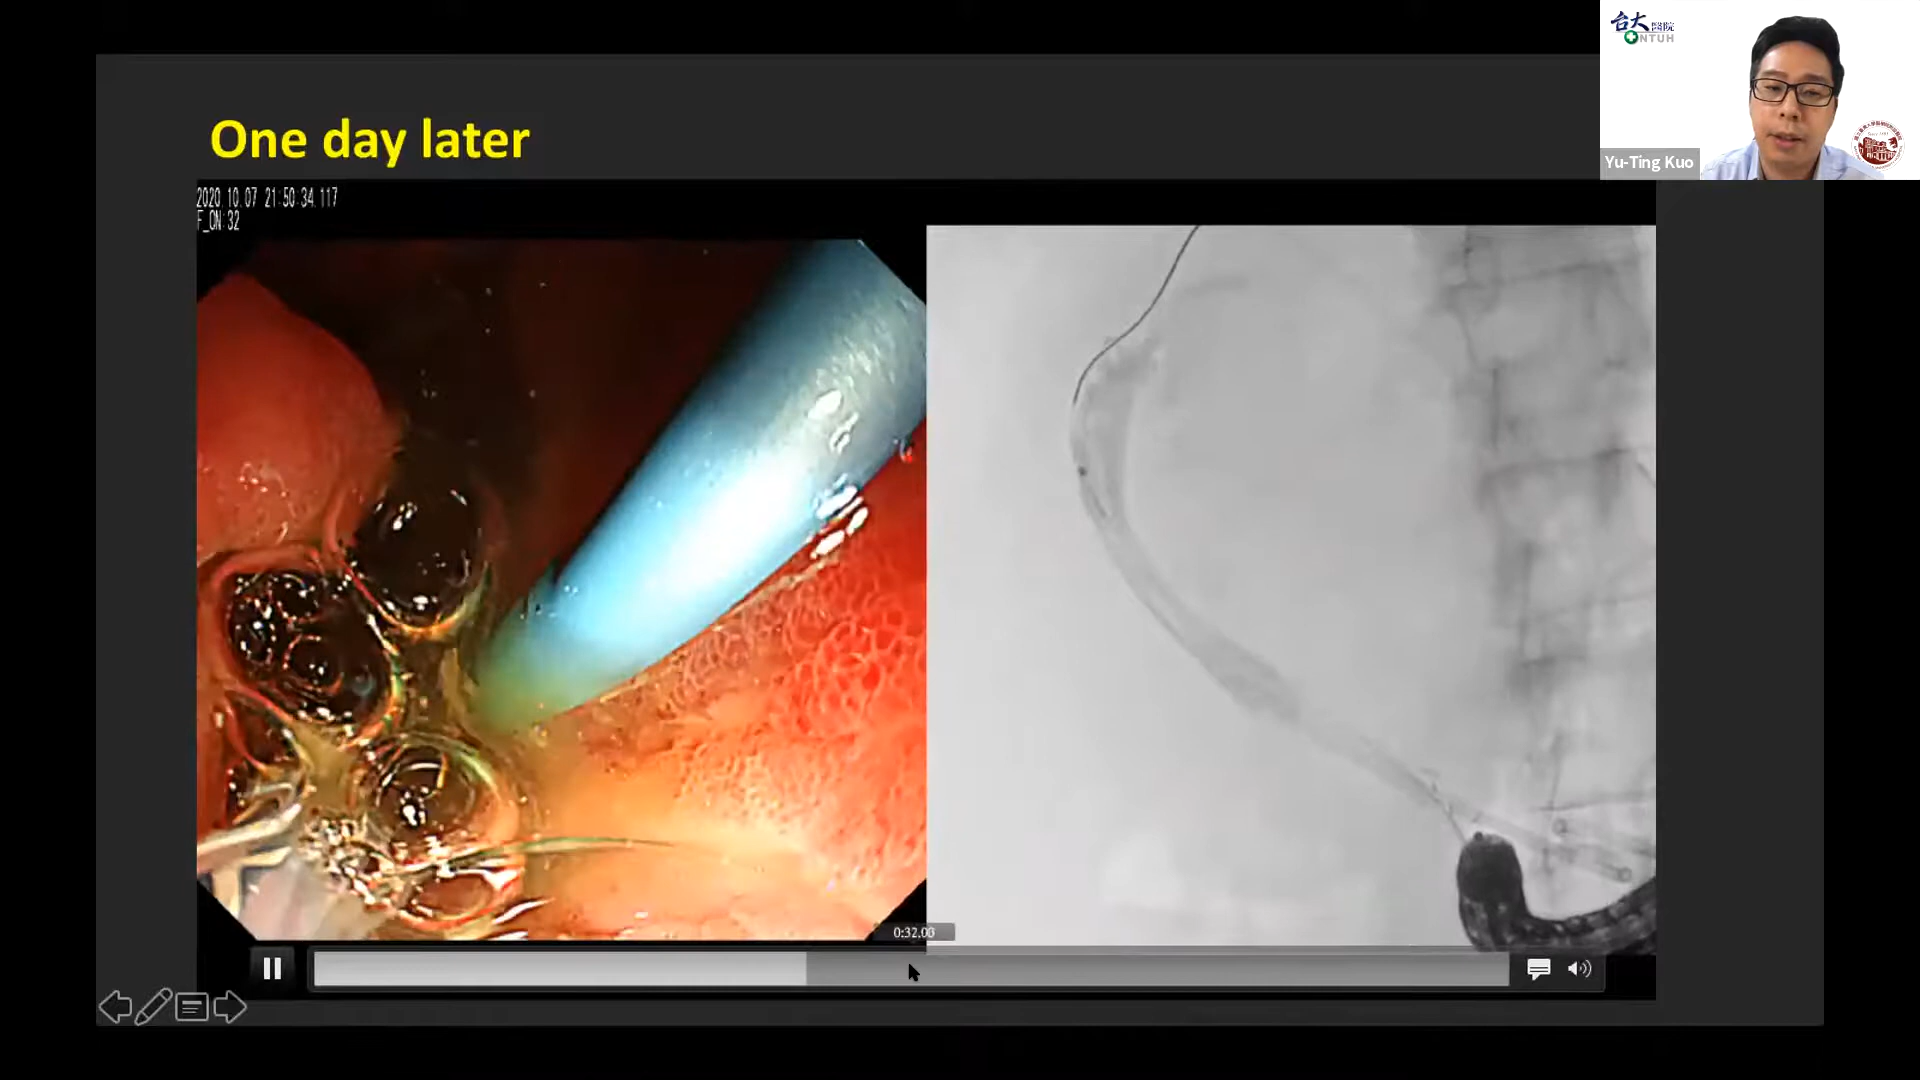 One day later
2020.10.07 21:50:34.117
F_ON:32
台大醫院
NTUH
Yu-Ting Kuo
0:32.00